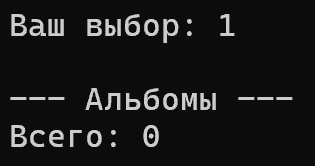 Ваш выбор: 1
--- Альбомы ---
Всего: 0